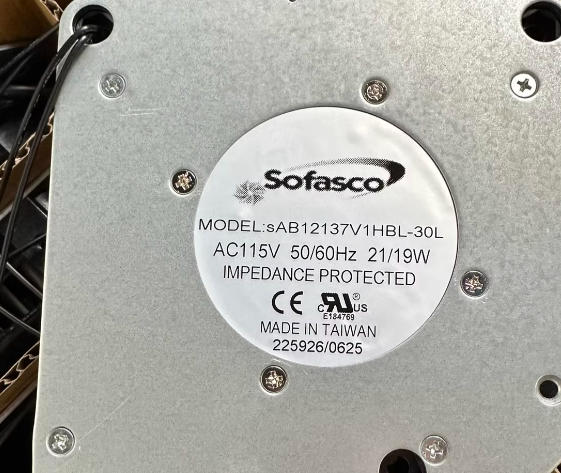 Sofasco
MODEL:sAB12137V1HBL-30L
AC115V 50/60Hz 21/19W
IMPEDANCE PROTECTED
CE c RU ® US
E184769
MADE IN TAIWAN
225926/0625